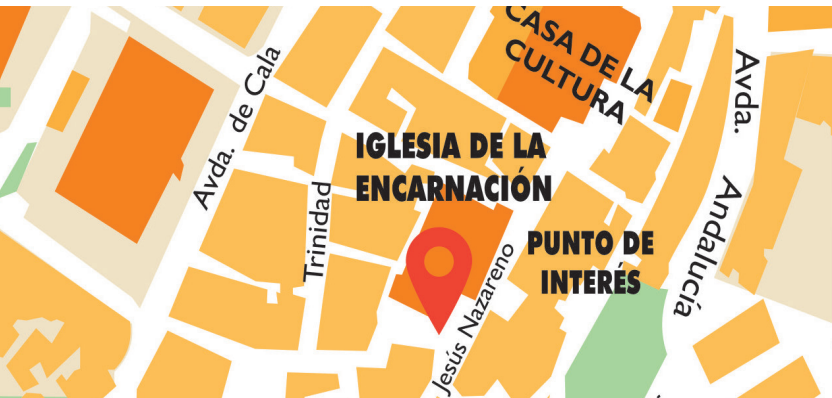 CASA DE LA
CULTURA
Avda. de Cala
Avda. Andalucía
IGLESIA DE LA
ENCARNACIÓN
Trinidad
PUNTO DE
INTERÉS
Jesús Nazareno